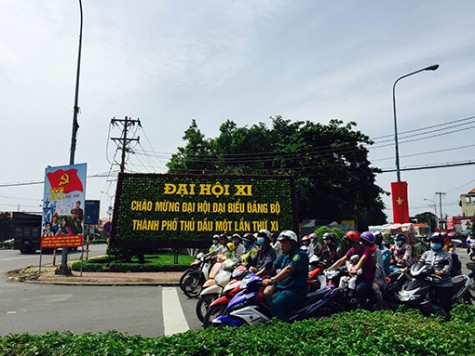 ĐẠI HỘI XI
CHÀO MỪNG ĐẠI HỘI ĐẠI BIỂU ĐẢNG BỘ
THÀNH PHỐ THỦ DẦU MỘT LẦN THỨ XI